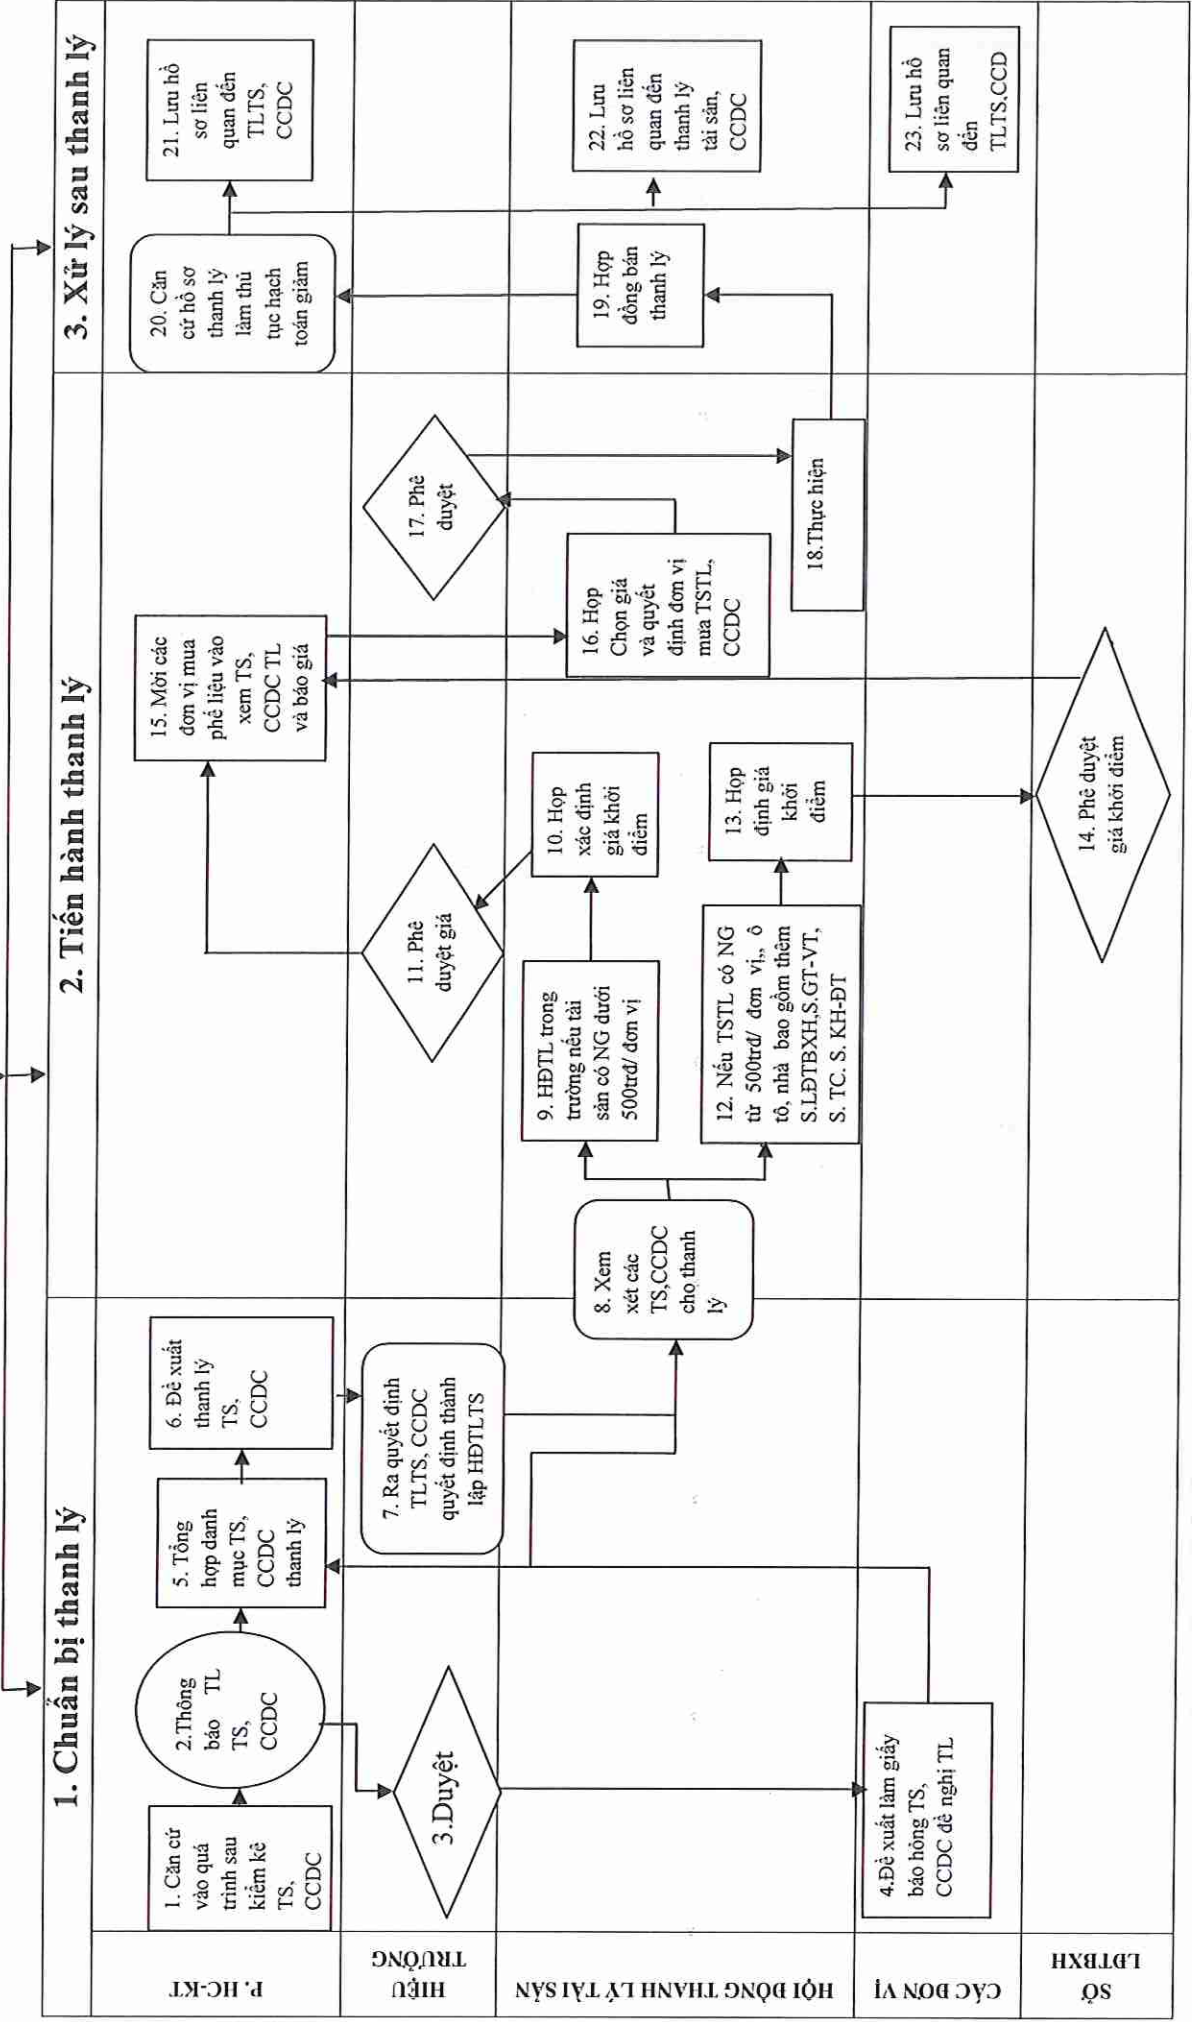 1. Chuẩn bị thanh lý
2. Tiến hành thanh lý
3. Xử lý sau thanh lý
P. HC-KT
1. Căn cứ
vào quá
trình sau
kiểm kê
TS,
CCDC
2.Thông
báo TL
TS,
CCDC
5. Tổng
hợp danh
mục TS,
CCDC
thanh lý
6. Đề xuất
thanh lý
TS,
CCDC
15. Mời các
đơn vị mua
phế liệu vào
xem TS,
CCDC TL
và báo giá
20. Căn
cứ hồ sơ
thanh lý
làm thủ
tục hạch
toán giảm
21. Lưu hồ
sơ liên
quan đến
TLTS,
CCDC
HIỆU
TRƯỞNG
3.Duyệt
7. Ra quyết định
TLTS, CCDC
quyết định thành
lập HĐTLTS
11. Phê
duyệt giá
17. Phê
duyệt
HỘI ĐỒNG THANH LÝ TÀI SẢN
8. Xem
xét các
TS,CCDC
chọ thanh
lý
9. HĐTL trong
trường nếu tài
sản có NG dưới
500trđ/ đơn vị
10. Họp
xác định
giá khởi
điểm
12. Nếu TSTL có NG
từ 500trđ/ đơn vị,, ô
tô, nhà bao gồm thêm
S.LĐTBXH,S.GT-VT,
S. TC. S. KH-ĐT
13. Họp
định giá
khởi
điểm
16. Họp
Chọn giá
và quyết
định đơn vị
mưa TSTL,
CCDC
18.Thực hiện
19. Hợp
đồng bán
thanh lý
22. Lưu
hồ sơ liên
quan đến
thanh lý
tài sản,
CCDC
CÁC ĐƠN VỊ
4.Đề xuất làm giấy
báo hỏng TS,
CCDC đề nghị TL
23. Lưu hồ
sơ liên quan
đến
TLTS.CCD
SỞ
LĐTBXH
14. Phê duyệt
giá khởi điểm